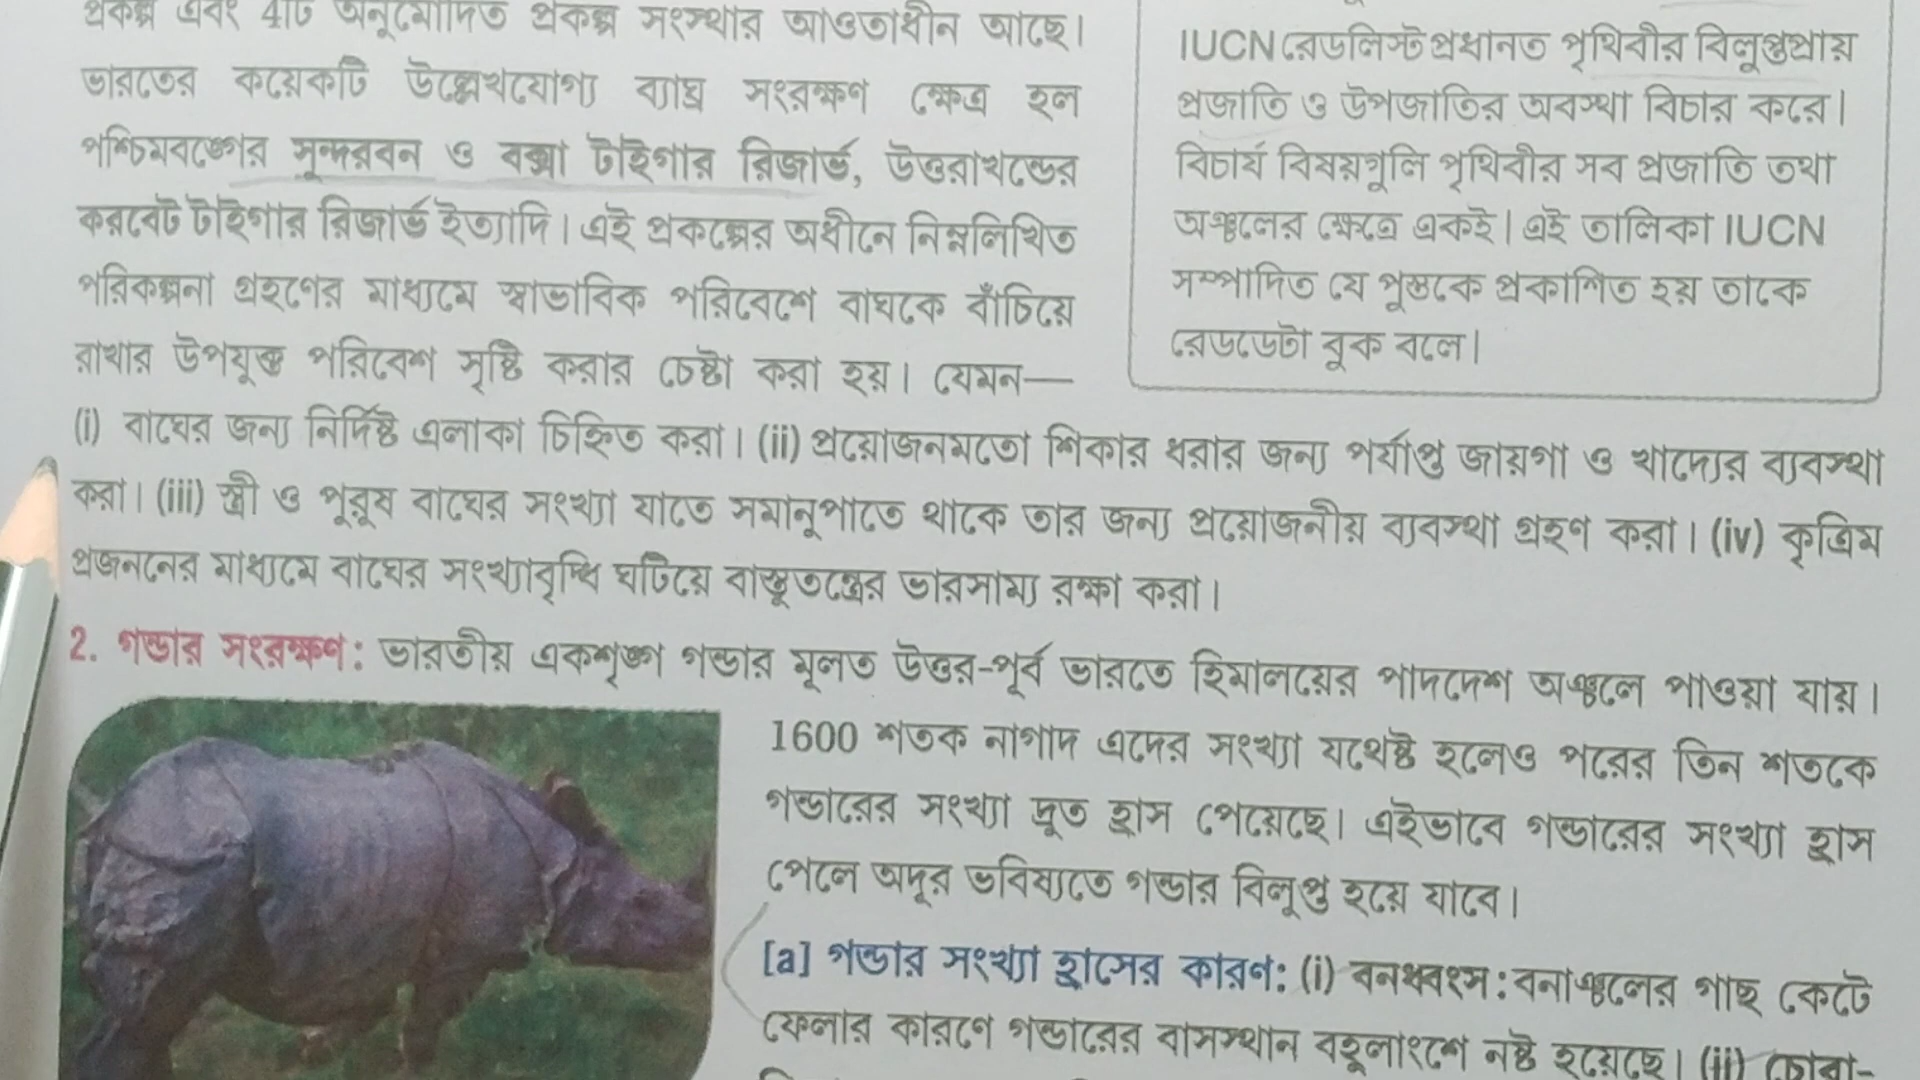 প্রকল্প এবং 4টি অনুমোদিত প্রকল্প সংস্থার আওতাধীন আছে।
ভারতের কয়েকটি উল্লেখযোগ্য ব্যাঘ্র সংরক্ষণ ক্ষেত্র হল
পশ্চিমবঙ্গের সুন্দরবন ও বক্সা টাইগার রিজার্ভ, উত্তরাখন্ডের
করবেট টাইগার রিজার্ভ ইত্যাদি। এই প্রকল্পের অধীনে নিম্নলিখিত
পরিকল্পনা গ্রহণের মাধ্যমে স্বাভাবিক পরিবেশে বাঘকে বাঁচিয়ে
রাখার উপযুক্ত পরিবেশ সৃষ্টি করার চেষ্টা করা হয়। যেমন—
IUCN রেডলিস্ট প্রধানত পৃথিবীর বিলুপ্তপ্রায়
প্রজাতি ও উপজাতির অবস্থা বিচার করে।
বিচার্য বিষয়গুলি পৃথিবীর সব প্রজাতি তথা
অঞ্চলের ক্ষেত্রে একই। এই তালিকা IUCN
সম্পাদিত যে পুস্তকে প্রকাশিত হয় তাকে
রেডডেটা বুক বলে।
(i) বাঘের জন্য নির্দিষ্ট এলাকা চিহ্নিত করা। (ii) প্রয়োজনমতো শিকার ধরার জন্য পর্যাপ্ত জায়গা ও খাদ্যের ব্যবস্থা
করা। (iii) স্ত্রী ও পুরুষ বাঘের সংখ্যা যাতে সমানুপাতে থাকে তার জন্য প্রয়োজনীয় ব্যবস্থা গ্রহণ করা। (iv) কৃত্রিম
প্রজননের মাধ্যমে বাঘের সংখ্যাবৃদ্ধি ঘটিয়ে বাস্তুতন্ত্রের ভারসাম্য রক্ষা করা।
2. গন্ডার সংরক্ষণ: ভারতীয় একশৃঙ্গ গন্ডার মূলত উত্তর-পূর্ব ভারতে হিমালয়ের পাদদেশ অঞ্চলে পাওয়া যায়।
1600 শতক নাগাদ এদের সংখ্যা যথেষ্ট হলেও পরের তিন শতকে
গন্ডারের সংখ্যা দ্রুত হ্রাস পেয়েছে। এইভাবে গন্ডারের সংখ্যা হ্রাস
পেলে অদূর ভবিষ্যতে গন্ডার বিলুপ্ত হয়ে যাবে।
[a] গন্ডার সংখ্যা হ্রাসের কারণ: (i) বনধ্বংস: বনাঞ্চলের গাছ কেটে
ফেলার কারণে গন্ডারের বাসস্থান বহুলাংশে নষ্ট হয়েছে। (ii) চোরা-